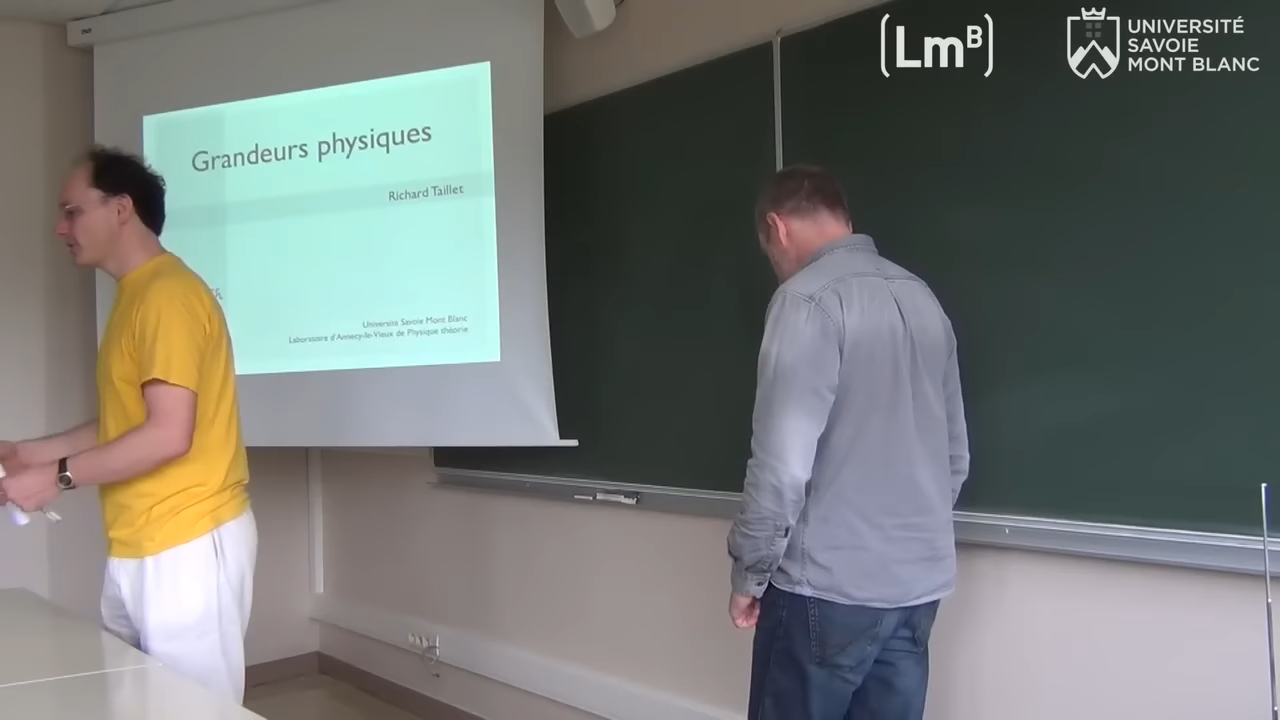 (Lmᴮ)
UNIVERSITÉ
SAVOIE
MONT BLANC
Grandeurs physiques
Richard Taillet
Université Savoie Mont Blanc
Laboratoire d'Annecy-le-Vieux de Physique théorie